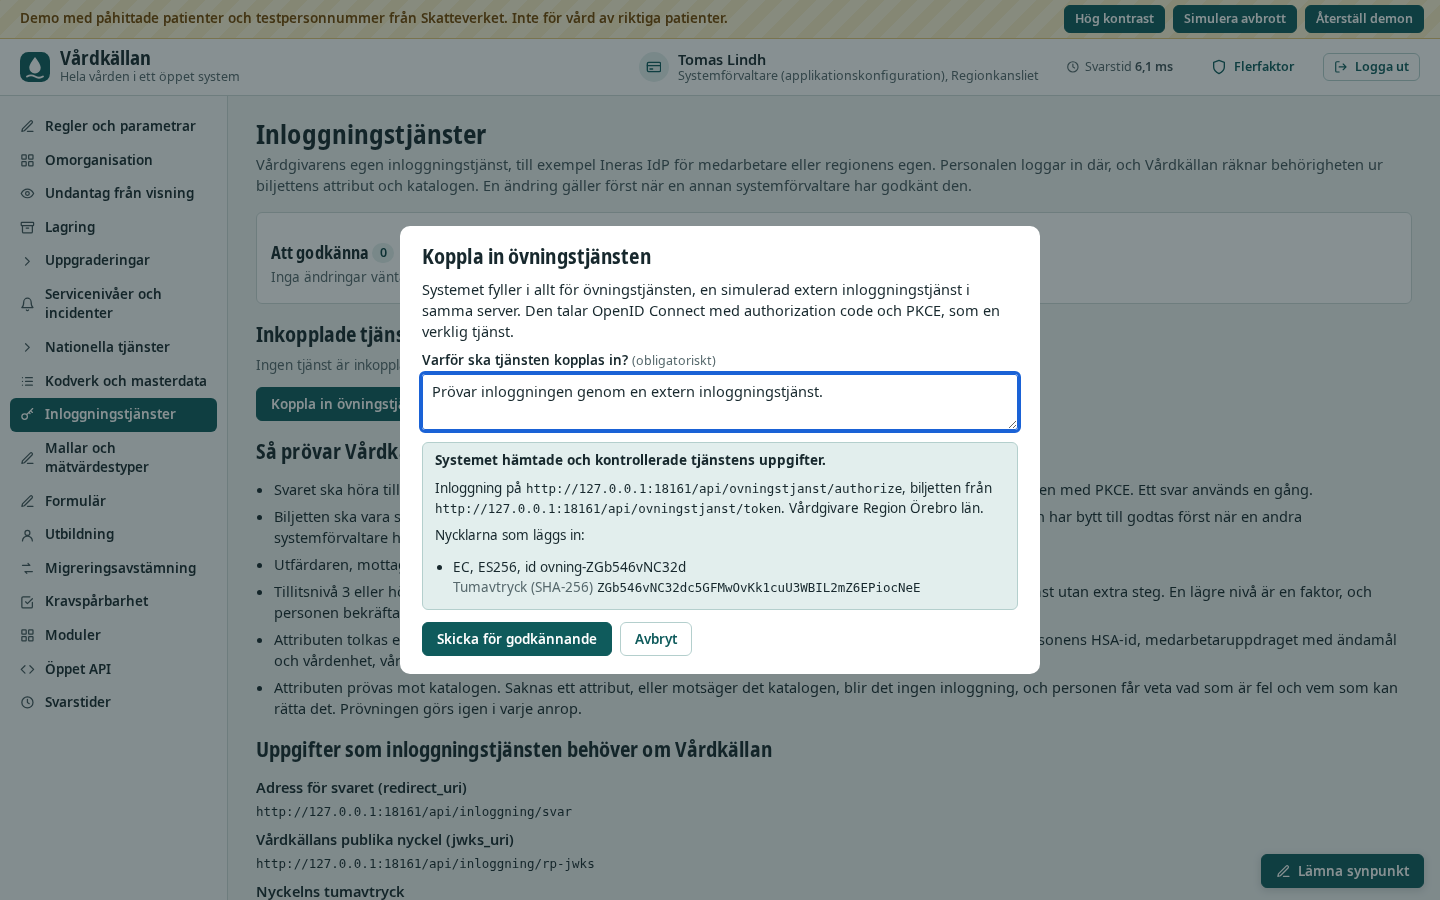 Demo med påhittade patienter och testpersonnummer från Skatteverket. Inte för vård av riktiga patienter.
Hög kontrast
Simulera avbrott
Återställ demon
Vårdkällan
Hela vården i ett öppet system
Tomas Lindh
Systemförvaltare (applikationskonfiguration), Regionkansliet
Svarstid 6,1 ms
Flerfaktor
Logga ut
Regler och parametrar
Omorganisation
Undantag från visning
Lagring
Uppgraderingar
Servicenivåer och
incidenter
Nationella tjänster
Kodverk och masterdata
Inloggningstjänster
Mallar och
mätvärdestyper
Formulär
Utbildning
Migreringsavstämning
Kravspårbarhet
Moduler
Öppet API
Svarstider
Inloggningstjänster
Vårdgivarens egen inloggningstjänst, till exempel Ineras IdP för medarbetare eller regionens egen. Personalen loggar in där, och Vårdkällan räknar behörigheten ur
biljettens attribut och katalogen. En ändring gäller först när en annan systemförvaltare har godkänt den.
Att godkänna 0
Inga ändringar vänt
Inkopplade tjäns
Ingen tjänst är inkoppl
Koppla in övningstj
Så prövar Vårdk
Svaret ska höra till
en med PKCE. Ett svar används en gång.
Biljetten ska vara s
n har bytt till godtas först när en andra
systemförvaltare h
Utfärdaren, mottag
Tillitsnivå 3 eller hö
st utan extra steg. En lägre nivå är en faktor, och
personen bekräfta
Attributen tolkas e
sonens HSA-id, medarbetaruppdraget med ändamål
och vårdenhet, vår
Attributen prövas mot katalogen. Saknas ett attribut, eller motsäger det katalogen, blir det ingen inloggning, och personen får veta vad som är fel och vem som kan
rätta det. Prövningen görs igen i varje anrop.
Uppgifter som inloggningstjänsten behöver om Vårdkällan
Adress för svaret (redirect_uri)
http://127.0.0.1:18161/api/inloggning/svar
Vårdkällans publika nyckel (jwks_uri)
http://127.0.0.1:18161/api/inloggning/rp-jwks
Nyckelns tumavtryck
Koppla in övningstjänsten
Systemet fyller i allt för övningstjänsten, en simulerad extern inloggningstjänst i
samma server. Den talar OpenID Connect med authorization code och PKCE, som en
verklig tjänst.
Varför ska tjänsten kopplas in? (obligatoriskt)
Prövar inloggningen genom en extern inloggningstjänst.
Systemet hämtade och kontrollerade tjänstens uppgifter.
Inloggning på http://127.0.0.1:18161/api/ovningstjanst/authorize, biljetten från
http://127.0.0.1:18161/api/ovningstjanst/token. Vårdgivare Region Örebro län.
Nycklarna som läggs in:
EC, ES256, id ovning-ZGb546vNC32d
Tumavtryck (SHA-256) ZGb546vNC32dc5GFMwOvKk1cuU3WBIL2mZ6EPiocNeE
Skicka för godkännande
Avbryt
Lämna synpunkt